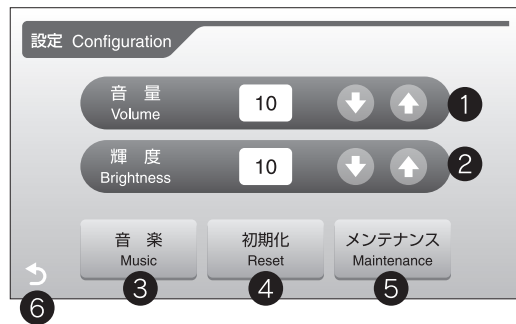 設定 Configuration
音 量
Volume
10
1
輝 度
Brightness
10
2
音 楽
Music
初期化
Reset
メンテナンス
Maintenance
6
3
4
5